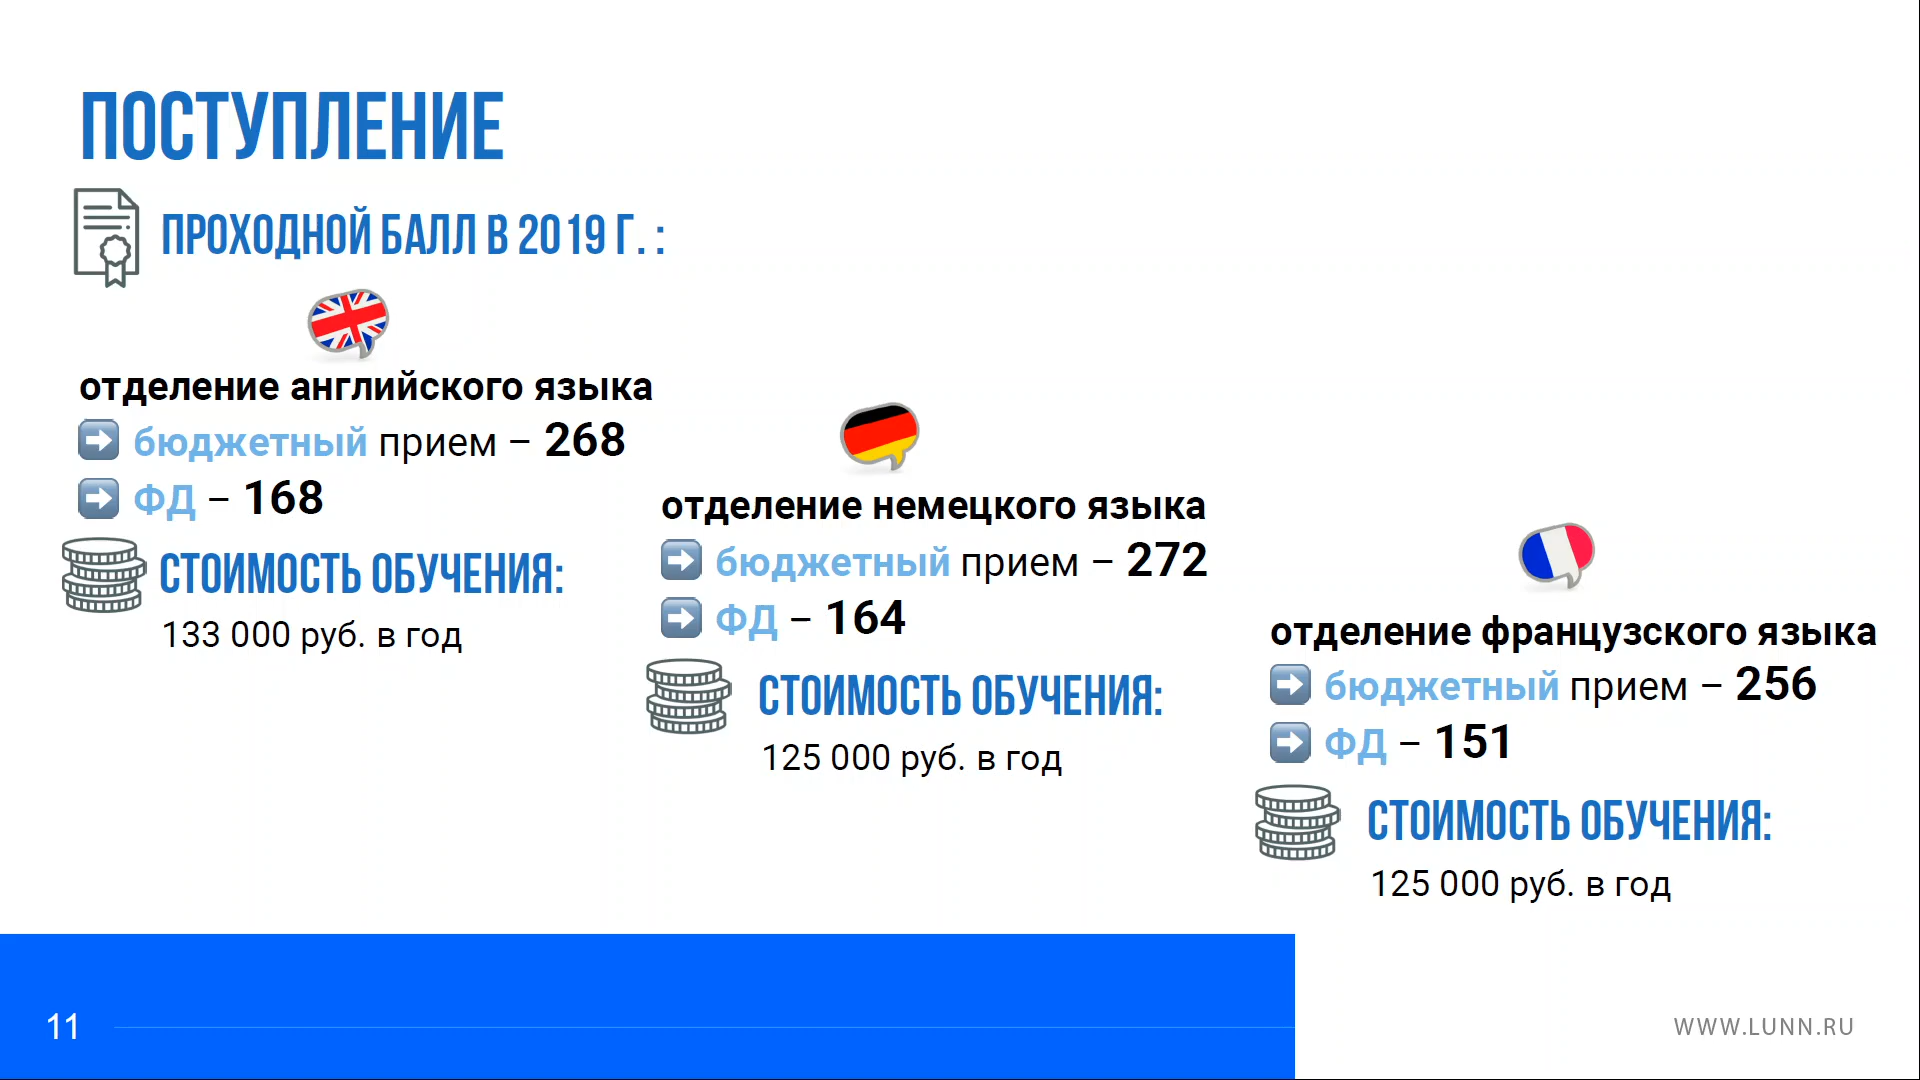 ПОСТУПЛЕНИЕ
ПРОХОДНОЙ БАЛЛ В 2019 Г. :
отделение английского языка
бюджетный прием – 268
ФД – 168
СТОИМОСТЬ ОБУЧЕНИЯ:
133 000 руб. в год
отделение немецкого языка
бюджетный прием – 272
ФД – 164
СТОИМОСТЬ ОБУЧЕНИЯ:
125 000 руб. в год
отделение французского языка
бюджетный прием – 256
ФД – 151
СТОИМОСТЬ ОБУЧЕНИЯ:
125 000 руб. в год
11
WWW.LUNN.RU